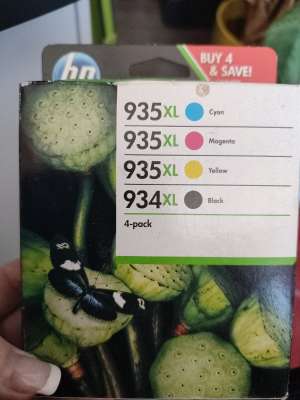 hp
BUY 4
& SAVE!
935XL Cyan
935XL Magenta
935XL Yellow
934XL Black
4-pack